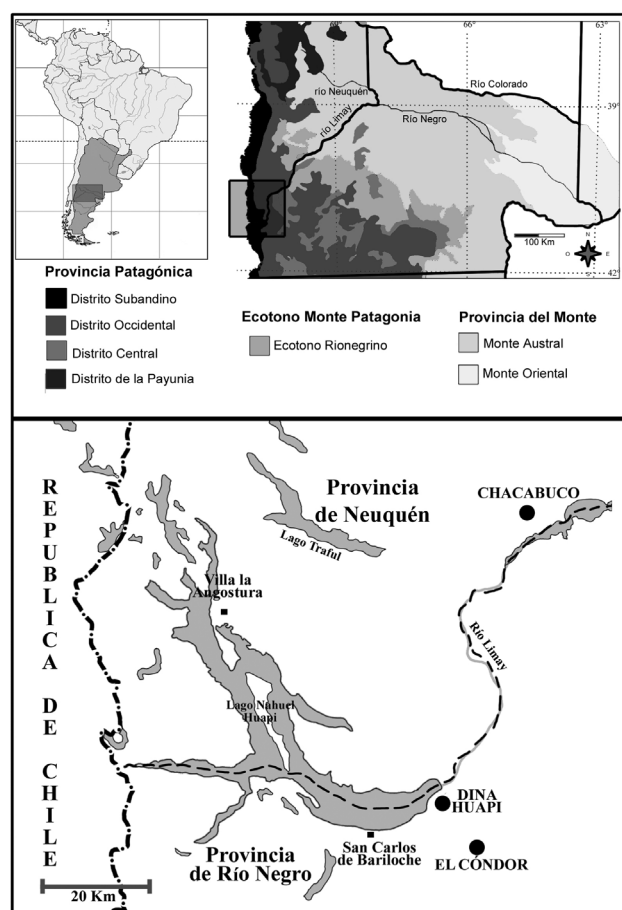 69°
66°
63°
Río Colorado
río Neuquén
39°
río Limay
Río Negro
100 Km
N
O
E
S
42°
Provincia Patagónica
Distrito Subandino
Distrito Occidental
Distrito Central
Distrito de la Payunia
Ecotono Monte Patagonia
Ecotono Rionegrino
Provincia del Monte
Monte Austral
Monte Oriental
REPUBLICA DE CHILE
Provincia
de Neuquén
CHACABUCO
Lago Traful
Villa la
Angostura
Río Limay
Lago Nahuel
Huapi
DINA
HUAPI
San Carlos
de Bariloche
EL CÓNDOR
Provincia
de Río Negro
20 Km